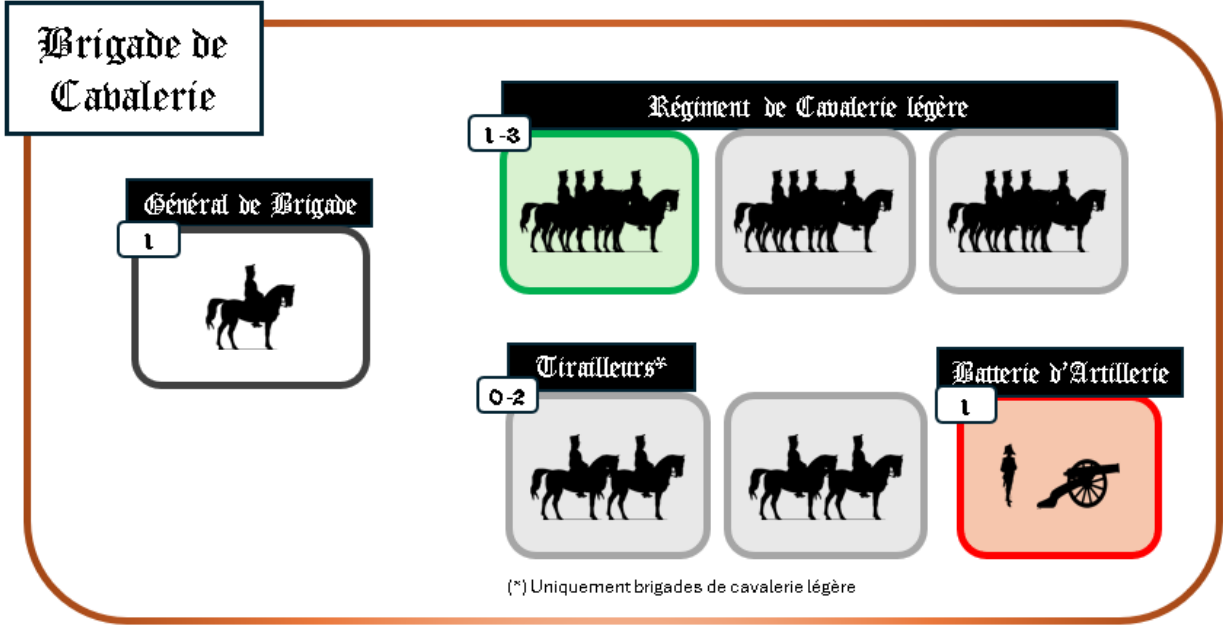 Brigade de
Cavalerie
Régiment de Cavalerie légère
1-3
Général de Brigade
1
Tirailleurs*
0-2
Batterie d'Artillerie
1
(*) Uniquement brigades de cavalerie légère